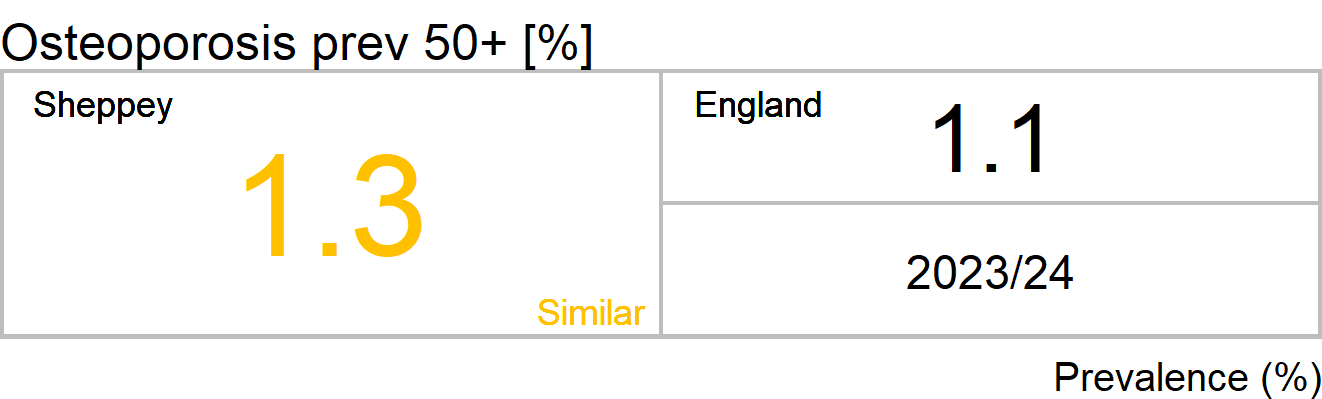 Osteoporosis prev 50+ [%]
Sheppey
1.3
Similar
England
1.1
2023/24
Prevalence (%)